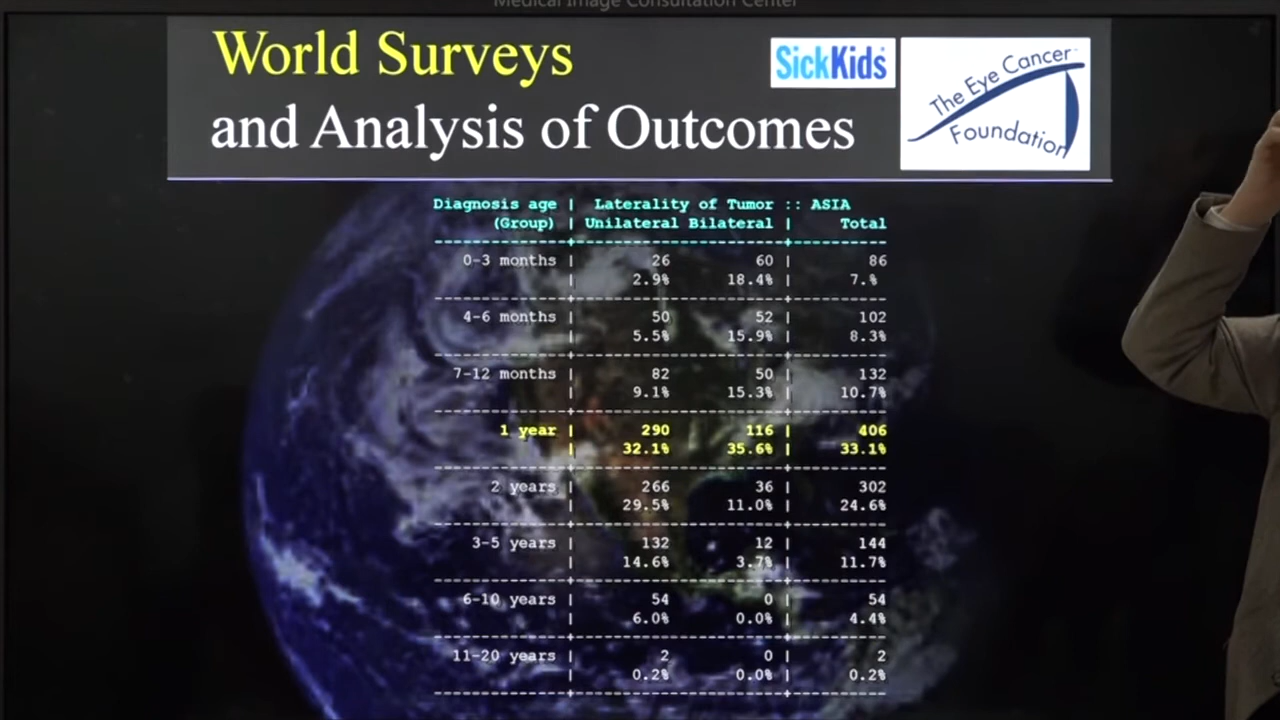 Medical Image Consultation Center
World Surveys
and Analysis of Outcomes
SickKids
The Eye Cancer
Foundation
Diagnosis age | Laterality of Tumor :: ASIA
(Group) | Unilateral Bilateral | Total
0-3 months | 26 60 | 86
| 2.9% 18.4% | 7.%
4-6 months | 50 52 | 102
| 5.5% 15.9% | 8.3%
7-12 months | 82 50 | 132
| 9.1% 15.3% | 10.7%
1 year | 290 116 | 406
| 32.1% 35.6% | 33.1%
2 years | 266 36 | 302
| 29.5% 11.0% | 24.6%
3-5 years | 132 12 | 144
| 14.6% 3.7% | 11.7%
6-10 years | 54 0 | 54
| 6.0% 0.0% | 4.4%
11-20 years | 2 0 | 2
| 0.2% 0.0% | 0.2%